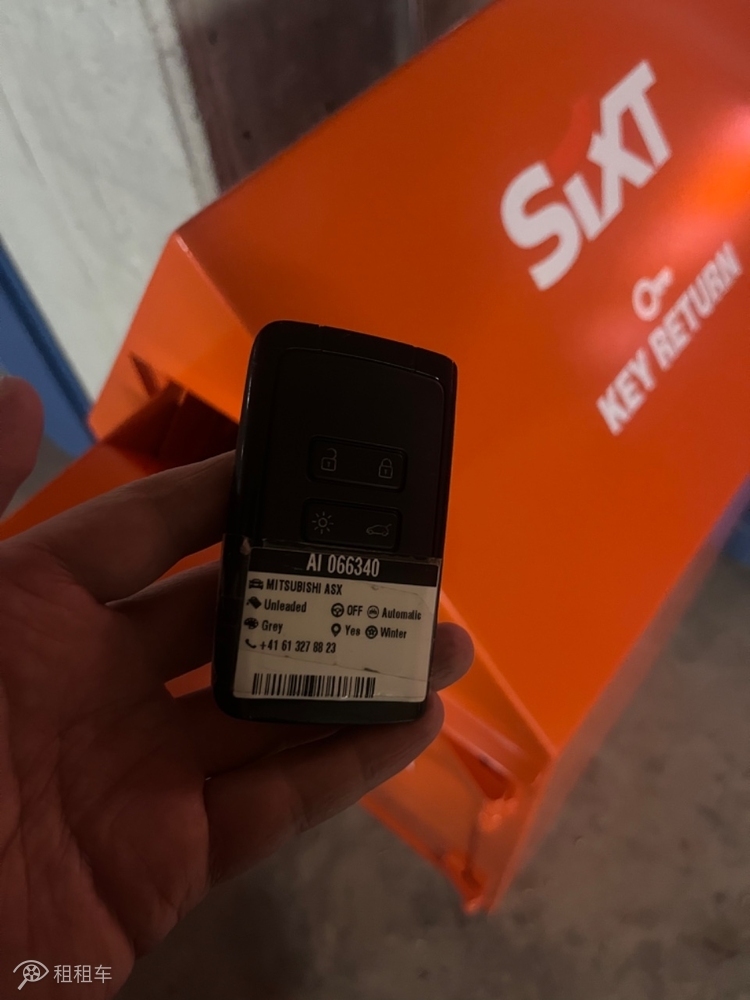 SIXT
KEY RETURN
AI 066340
MITSUBISHI ASX
Unleaded OFF Automatic
Grey Yes Winter
+41 61 327 88 23
租租车